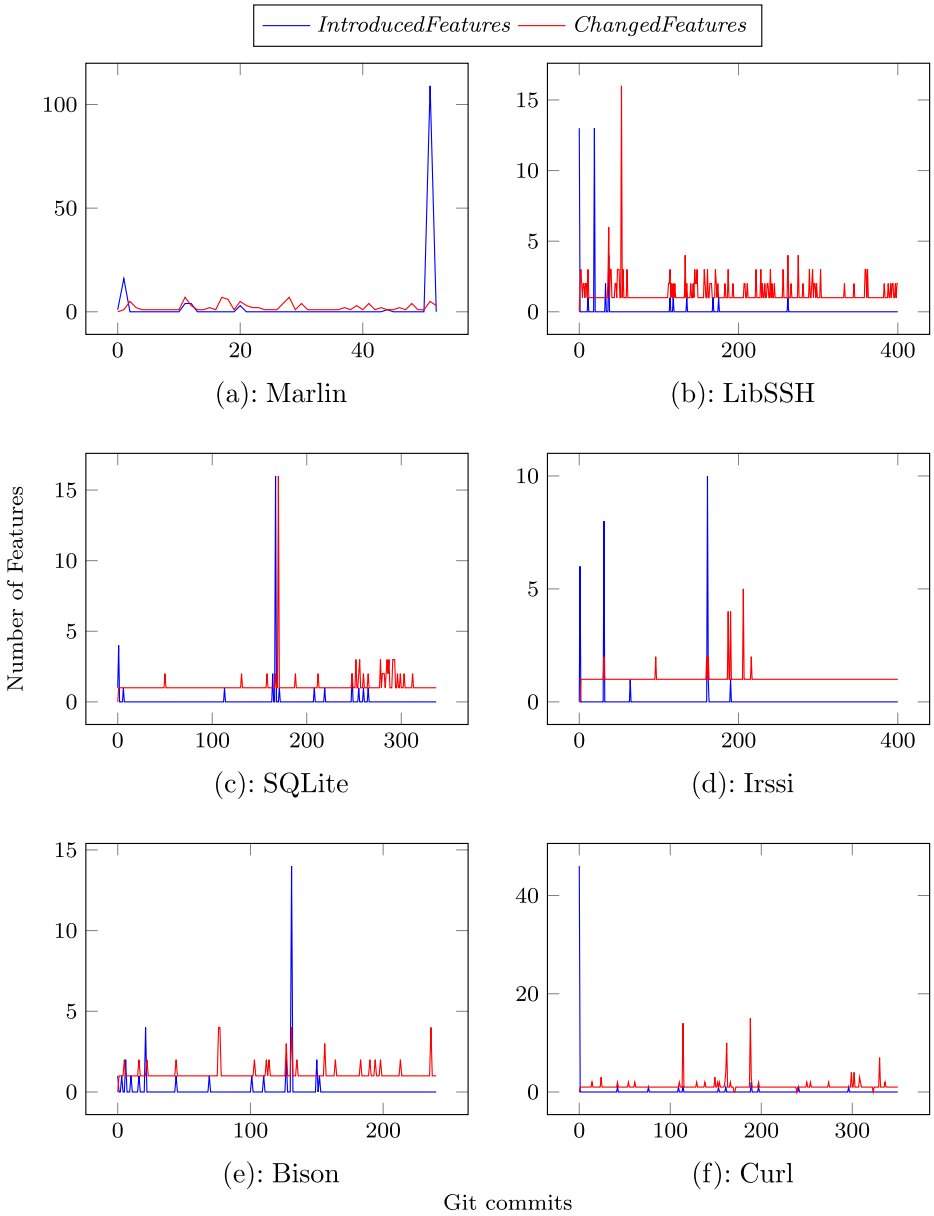 IntroducedFeatures ChangedFeatures
100
50
0
0 20 40
(a): Marlin
15
10
5
0
0 200 400
(b): LibSSH
Number of Features
15
10
5
0
0 100 200 300
(c): SQLite
10
5
0
0 200 400
(d): Irssi
15
10
5
0
0 100 200
(e): Bison
40
20
0
0 100 200 300
(f): Curl
Git commits